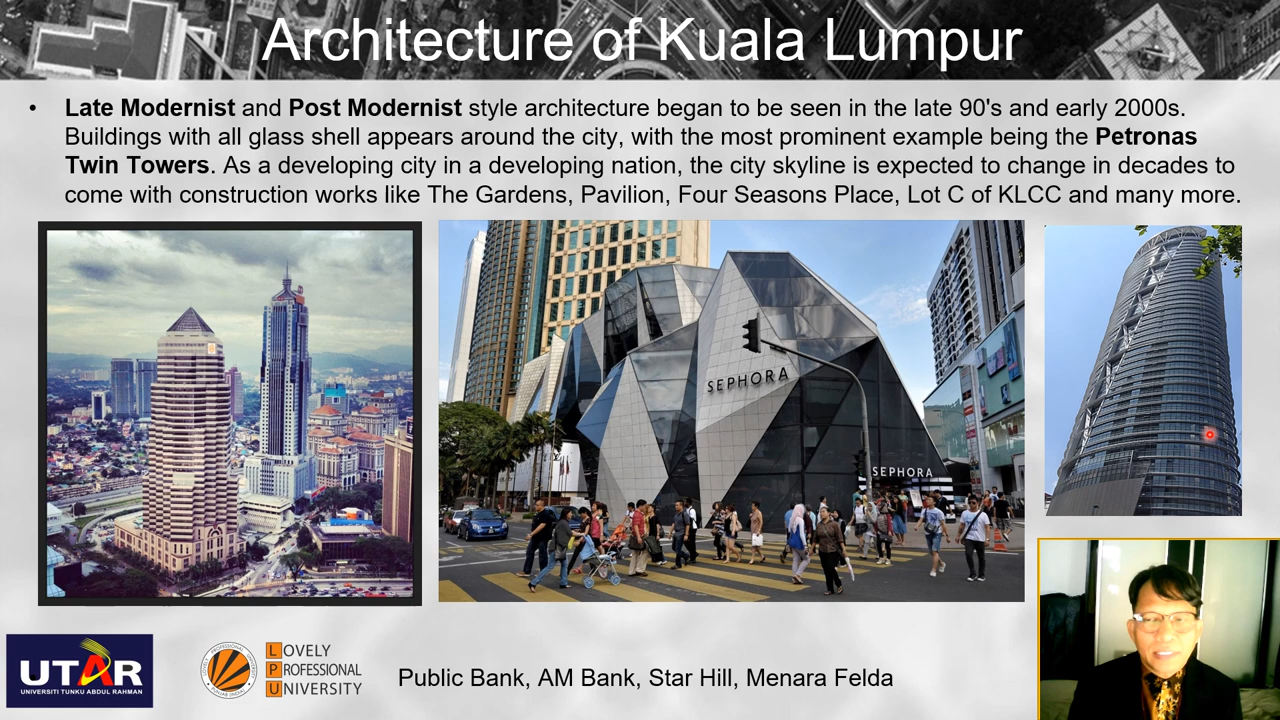 Architecture of Kuala Lumpur
• Late Modernist and Post Modernist style architecture began to be seen in the late 90's and early 2000s.
Buildings with all glass shell appears around the city, with the most prominent example being the Petronas
Twin Towers. As a developing city in a developing nation, the city skyline is expected to change in decades to
come with construction works like The Gardens, Pavilion, Four Seasons Place, Lot C of KLCC and many more.
SEPHORA
SEPHORA
UTAR
UNIVERSITI TUNKU ABDUL RAHMAN
LOVELY
PROFESSIONAL
UNIVERSITY
Public Bank, AM Bank, Star Hill, Menara Felda